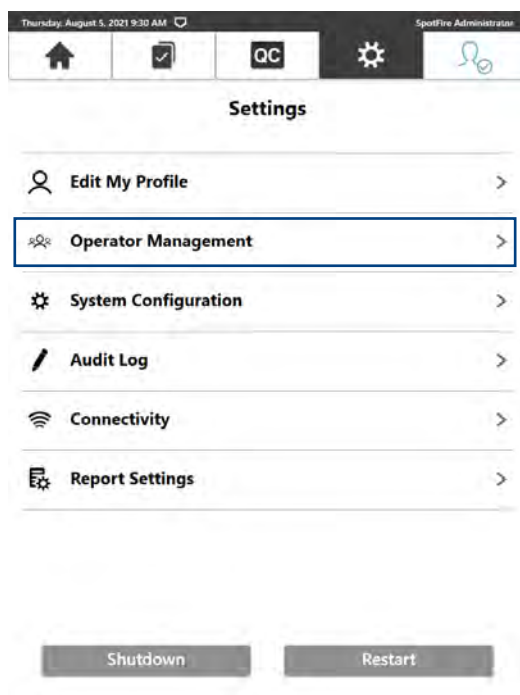 Thursday, August 5, 2021 9:30 AM
SpotFire Administrator
QC
Settings
Edit My Profile
Operator Management
System Configuration
Audit Log
Connectivity
Report Settings
Shutdown
Restart